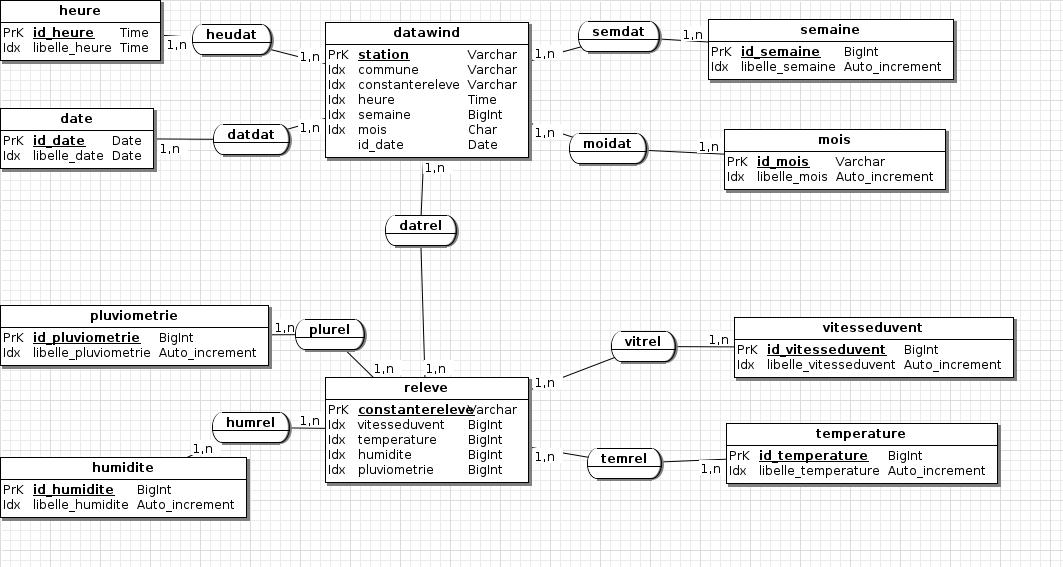 heure
PrK id_heure Time
Idx libelle_heure Time
1,n
heudat
1,n
datawind
PrK station Varchar
Idx commune Varchar
Idx constantereleve Varchar
Idx heure Time
Idx semaine BigInt
Idx mois Char
id_date Date
1,n
semdat
1,n
semaine
PrK id_semaine BigInt
Idx libelle_semaine Auto_increment
date
PrK id_date Date
Idx libelle_date Date
1,n
datdat
1,n
1,n
moidat
1,n
mois
PrK id_mois Varchar
Idx libelle_mois Auto_increment
1,n
datrel
1,n
pluviometrie
PrK id_pluviometrie BigInt
Idx libelle_pluviometrie Auto_increment
1,n
plurel
1,n
vitrel
1,n
vitesseduvent
PrK id_vitesseduvent BigInt
Idx libelle_vitesseduvent Auto_increment
releve
PrK constantereleve Varchar
Idx vitesseduvent BigInt
Idx temperature BigInt
Idx humidite BigInt
Idx pluviometrie BigInt
1,n
humrel
1,n
1,n
humidite
PrK id_humidite BigInt
Idx libelle_humidite Auto_increment
1,n
temrel
1,n
temperature
PrK id_temperature BigInt
Idx libelle_temperature Auto_increment